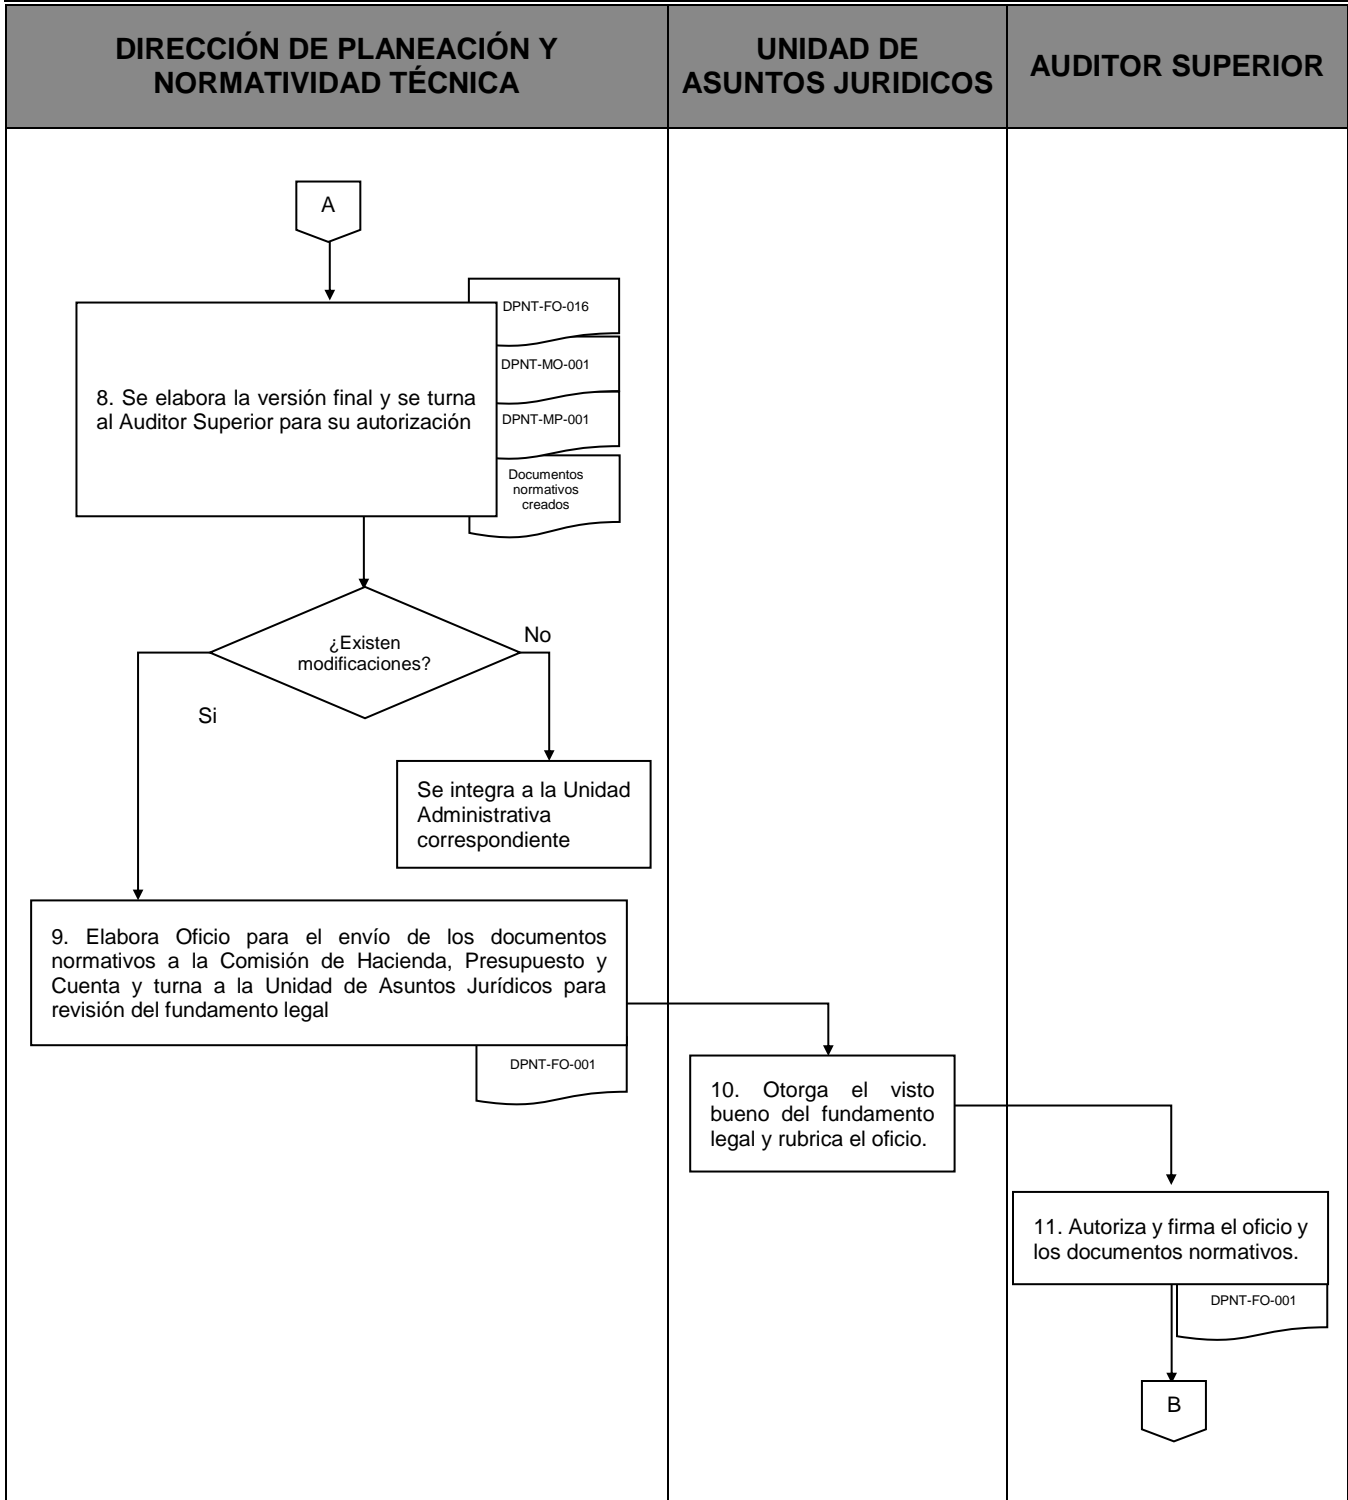 DIRECCIÓN DE PLANEACIÓN Y
NORMATIVIDAD TÉCNICA
UNIDAD DE
ASUNTOS JURIDICOS
AUDITOR SUPERIOR
A
DPNT-FO-016
DPNT-MO-001
DPNT-MP-001
Documentos
normativos
creados
8. Se elabora la versión final y se turna
al Auditor Superior para su autorización
¿Existen
modificaciones?
No
Si
Se integra a la Unidad
Administrativa
correspondiente
9. Elabora Oficio para el envío de los documentos
normativos a la Comisión de Hacienda, Presupuesto y
Cuenta y turna a la Unidad de Asuntos Jurídicos para
revisión del fundamento legal
DPNT-FO-001
10. Otorga el visto
bueno del fundamento
legal y rubrica el oficio.
11. Autoriza y firma el oficio y
los documentos normativos.
DPNT-FO-001
B